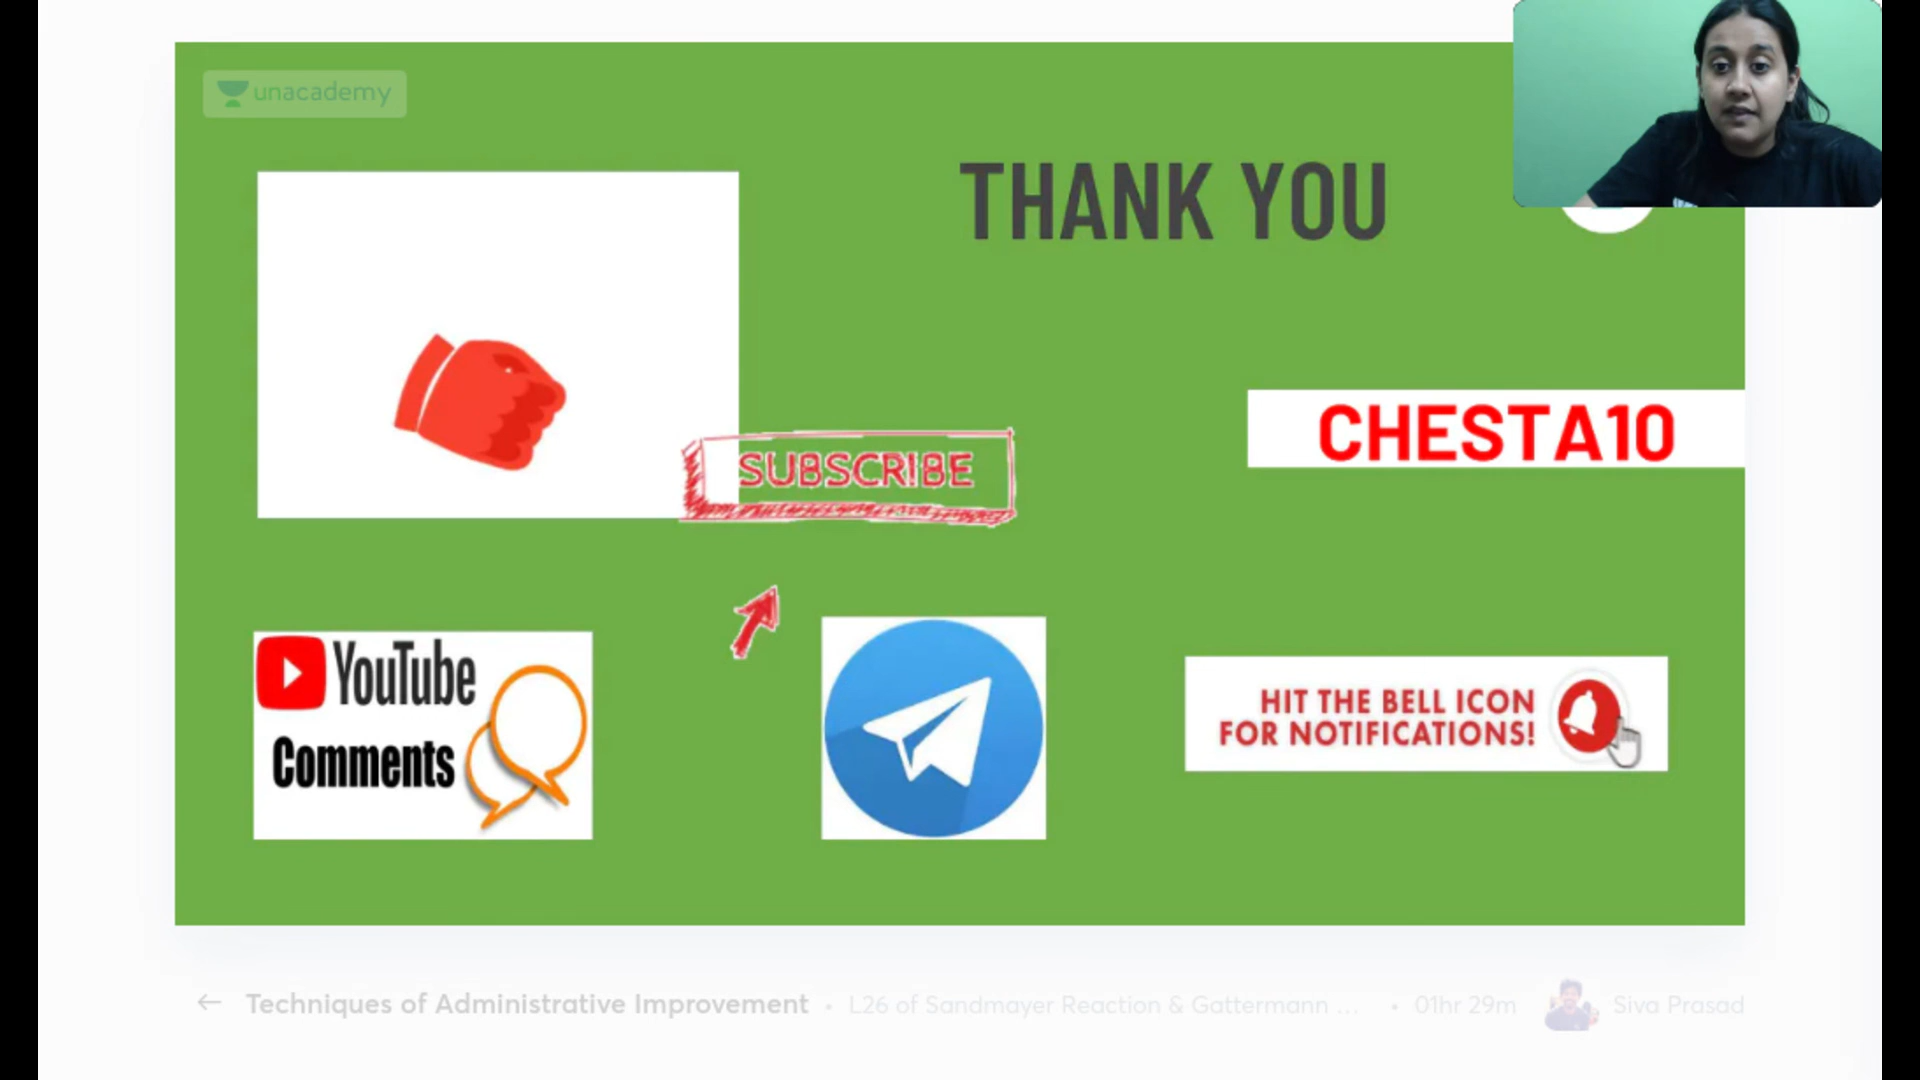 unacademy
THANK YOU
CHESTA10
SUBSCRIBE
YouTube
Comments
HIT THE BELL ICON
FOR NOTIFICATIONS!
Techniques of Administrative Improvement • L26 of Sandmayer Reaction & Gattermann ... • 01hr 29m Siva Prasad